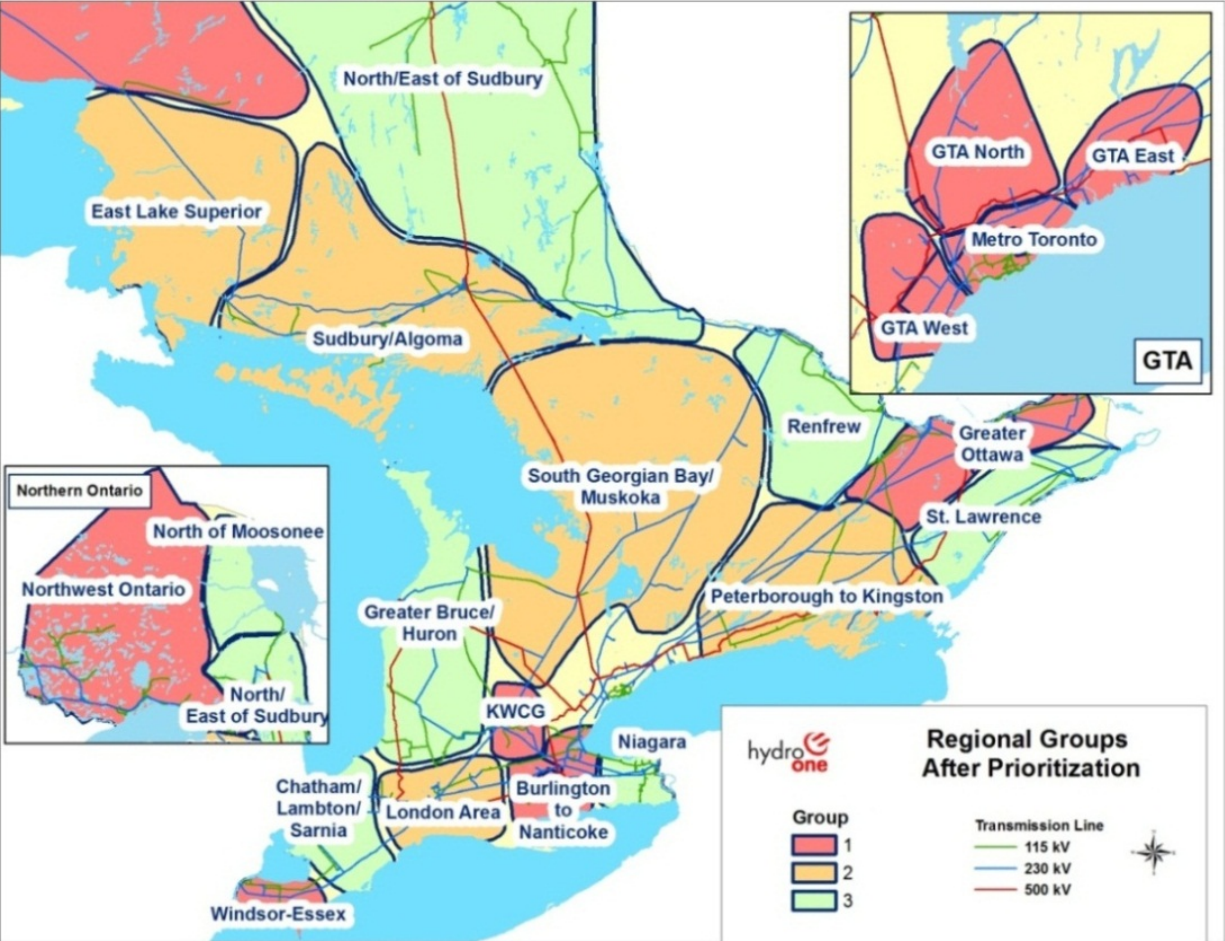 North/East of Sudbury
East Lake Superior
Sudbury/Algoma
GTA North
GTA East
Metro Toronto
GTA West
GTA
Renfrew
Greater
Ottawa
South Georgian Bay/
Muskoka
St. Lawrence
Peterborough to Kingston
Northern Ontario
North of Moosonee
Northwest Ontario
North/
East of Sudbury
Greater Bruce/
Huron
KWCG
Niagara
Chatham/
Lambton/
Sarnia
London Area
Burlington
to
Nanticoke
Windsor-Essex
hydro
one
Regional Groups
After Prioritization
Group
1
2
3
Transmission Line
115 kV
230 kV
500 kV